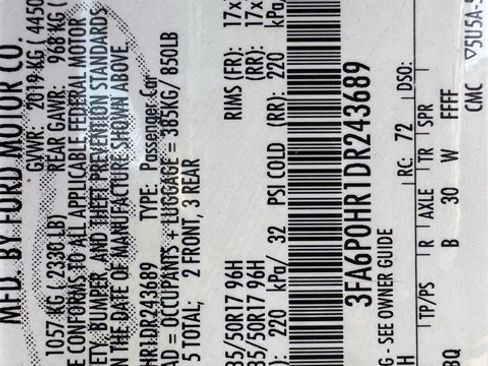 MFD. BY FORD MOTOR CO.
GVWR: 2019 KG ( 4450
1057 KG ( 2330 LB) REAR GAWR: 968 KG (
E CONFORMS TO ALL APPLICABLE FEDERAL MOTOR
ETY, BUMPER, AND THEFT PREVENTION STANDARDS
N THE DATE OF MANUFACTURE SHOWN ABOVE.
HR1DR243689 TYPE: Passenger Car
AD = OCCUPANTS + LUGGAGE = 385KG/ 850LB
5 TOTAL; 2 FRONT, 3 REAR
35/50R17 96H RIMS (FR): 17x
35/50R17 96H (RR): 17x
): 220 kPa/ 32 PSI COLD (RR): 220 kPa/
3FA6P0HR1DR243689
G - SEE OWNER GUIDE
H RC: 72 DSO:
TP/PS R AXLE TR SPR
B 30 W FFFF
BQ CMC ▽5U5A-